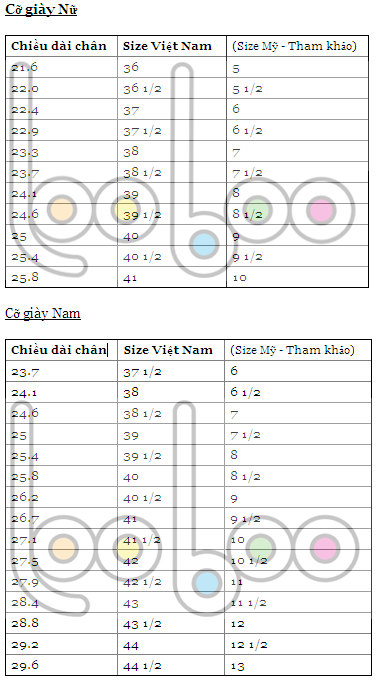 Cỡ giày Nữ
Chiều dài chân Size Việt Nam (Size Mỹ - Tham khảo)
21.6 36 5
22.0 36 1/2 5 1/2
22.4 37 6
22.9 37 1/2 6 1/2
23.3 38 7
23.7 38 1/2 7 1/2
24.1 39 8
24.6 39 1/2 8 1/2
25 40 9
25.4 40 1/2 9 1/2
25.8 41 10
Cỡ giày Nam
Chiều dài chân Size Việt Nam (Size Mỹ - Tham khảo)
23.7 37 1/2 6
24.1 38 6 1/2
24.6 38 1/2 7
25 39 7 1/2
25.4 39 1/2 8
25.8 40 8 1/2
26.2 40 1/2 9
26.7 41 9 1/2
27.1 41 1/2 10
27.5 42 10 1/2
27.9 42 1/2 11
28.4 43 11 1/2
28.8 43 1/2 12
29.2 44 12 1/2
29.6 44 1/2 13